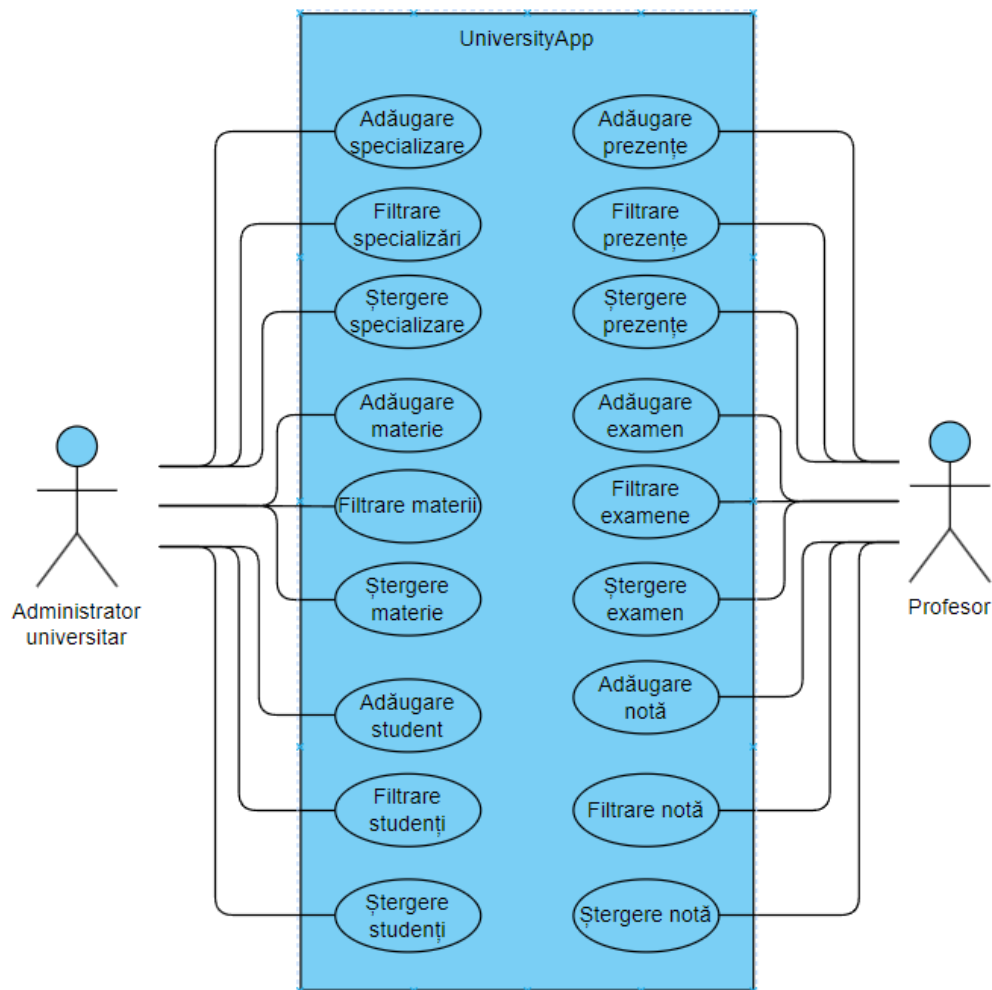 UniversityApp
Adăugare
specializare
Filtrare
specializări
Ștergere
specializare
Adăugare
materie
Filtrare materii
Ștergere
materie
Adăugare
student
Filtrare
studenți
Ștergere
studenți
Adăugare
prezențe
Filtrare
prezențe
Ștergere
prezențe
Adăugare
examen
Filtrare
examene
Ștergere
examen
Adăugare
notă
Filtrare notă
Ștergere notă
Administrator
universitar
Profesor